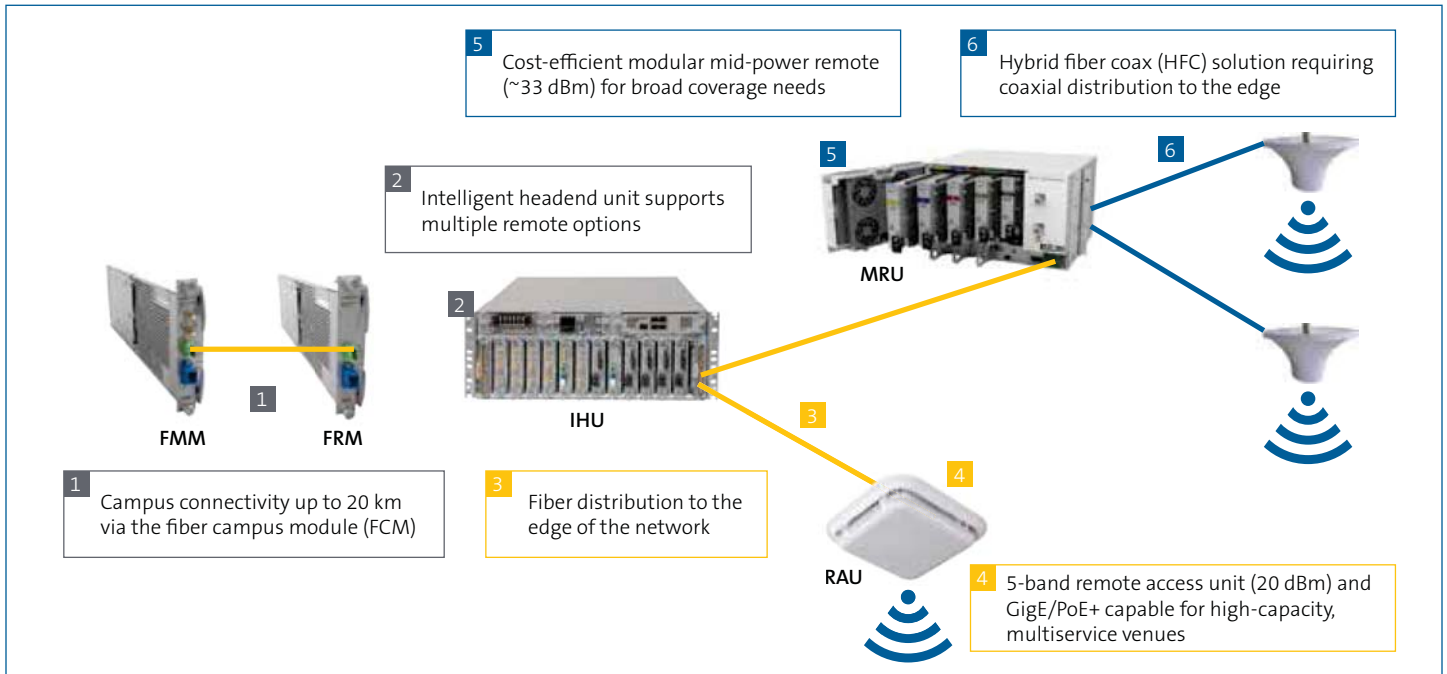 5
Cost-efficient modular mid-power remote
(~33 dBm) for broad coverage needs
6
Hybrid fiber coax (HFC) solution requiring
coaxial distribution to the edge
2
Intelligent headend unit supports
multiple remote options
5
6
MRU
2
1
FMM
FRM
IHU
3
1
Campus connectivity up to 20 km
via the fiber campus module (FCM)
3
Fiber distribution to the
edge of the network
4
RAU
4
5-band remote access unit (20 dBm) and
GigE/PoE+ capable for high-capacity,
multiservice venues